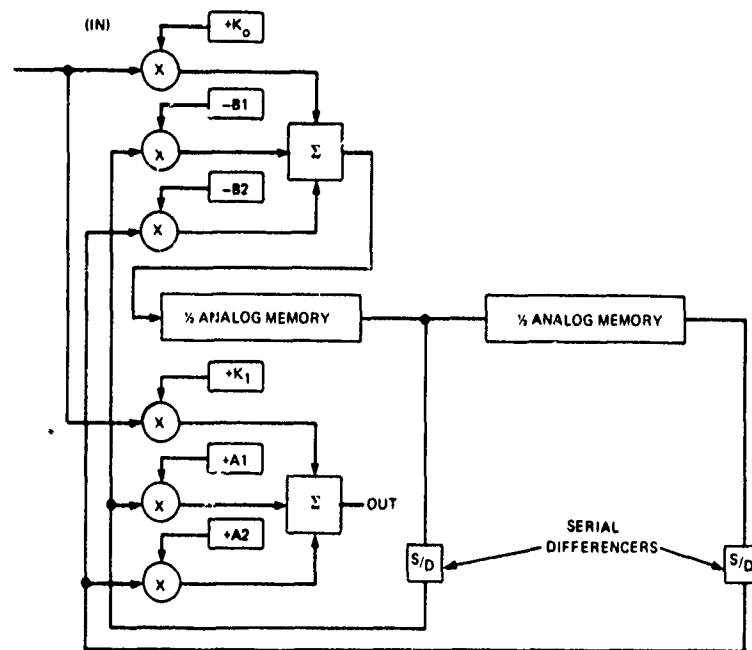 (IN)
+K₀
X
−B1
X
Σ
−B2
X
½ ANALOG MEMORY
½ ANALOG MEMORY
+K₁
X
+A1
X
Σ
OUT
+A2
X
SERIAL
DIFFERENCERS
S/D
S/D